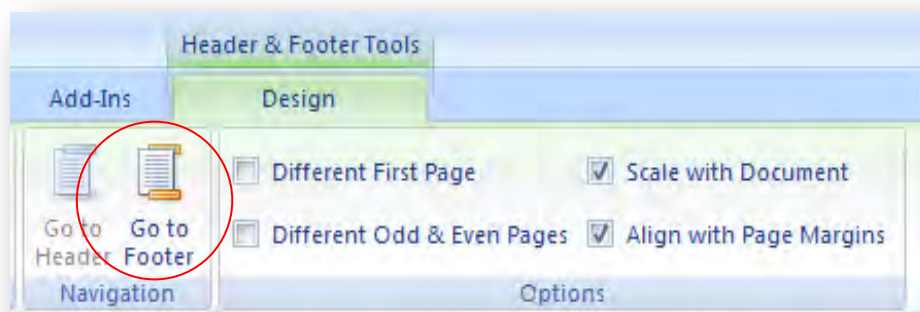 Header & Footer Tools
Add-Ins Design
Different First Page Scale with Document
Go to Go to Different Odd & Even Pages Align with Page Margins
Header Footer
Navigation Options